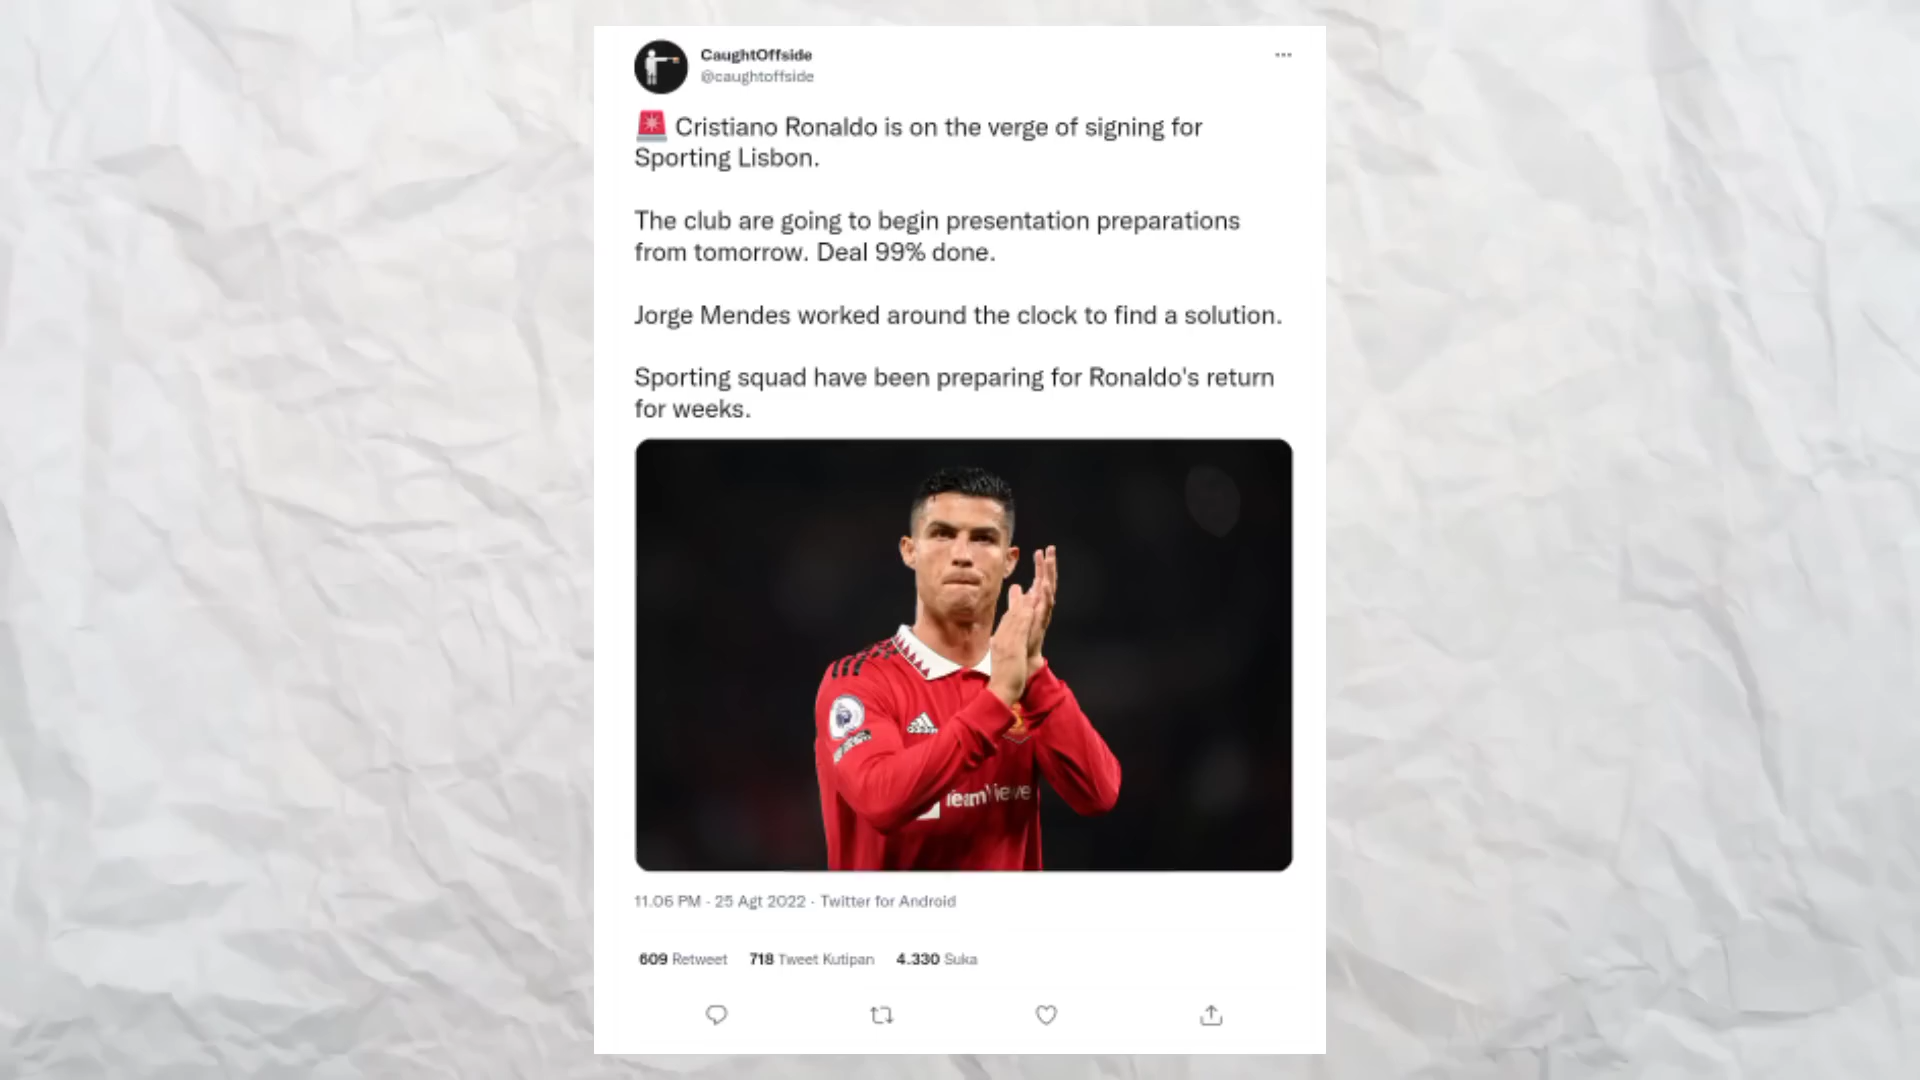 CaughtOffside
@caughtoffside
Cristiano Ronaldo is on the verge of signing for
Sporting Lisbon.
The club are going to begin presentation preparations
from tomorrow. Deal 99% done.
Jorge Mendes worked around the clock to find a solution.
Sporting squad have been preparing for Ronaldo's return
for weeks.
adidas
TeamViewe
11.06 PM · 25 Agt 2022 · Twitter for Android
609 Retweet 718 Tweet Kutipan 4.330 Suka